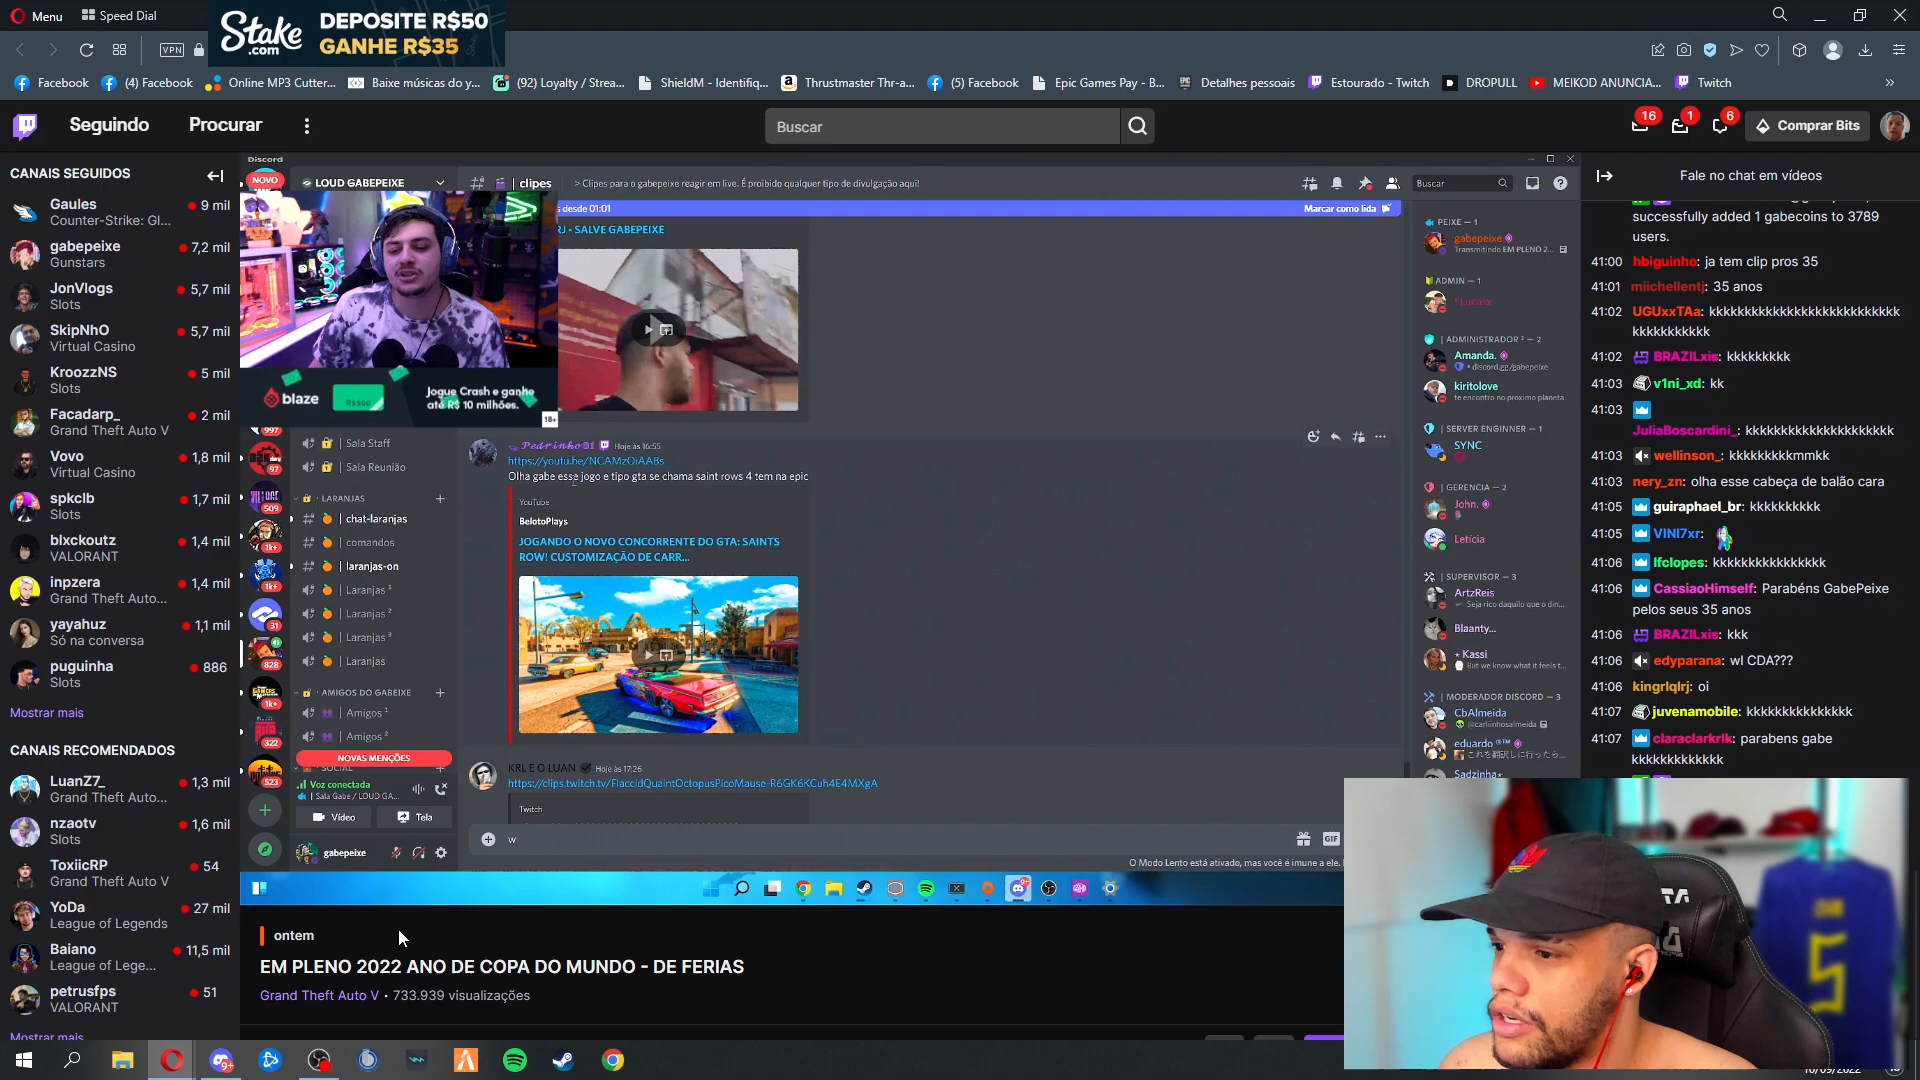 Menu
Speed Dial
Stake.com
DEPOSITE R$50
GANHE R$35
VPN
Facebook
(4) Facebook
Online MP3 Cutter...
Baixe músicas do y...
(92) Loyalty / Strea...
ShieldM - Identifiq...
Thrustmaster Thr-a...
(5) Facebook
Epic Games Pay - B...
Detalhes pessoais
Estourado - Twitch
DROPULL
MEIKOD ANUNCIA...
Twitch
Seguindo
Procurar
Buscar
16
1
6
Comprar Bits
CANAIS SEGUIDOS
Gaules
9 mil
Counter-Strike: Gl...
gabepeixe
7,2 mil
Gunstars
JonVlogs
5,7 mil
Slots
SkipNhO
5,7 mil
Virtual Casino
KroozzNS
5 mil
Slots
Facadarp_
2 mil
Grand Theft Auto V
Vovo
1,8 mil
Virtual Casino
spkclb
1,7 mil
Slots
blxckoutz
1,4 mil
VALORANT
inpzera
1,4 mil
Grand Theft Auto...
yayahuz
1,1 mil
Só na conversa
puguinha
886
Slots
Mostrar mais
CANAIS RECOMENDADOS
LuanZ7_
1,3 mil
Grand Theft Auto...
nzaotv
1,6 mil
Slots
ToxiicRP
54
Grand Theft Auto V
YoDa
27 mil
League of Legends
Baiano
11,5 mil
League of Lege...
petrusfps
51
VALORANT
Mostrar mais
Discord
NOVO
LOUD GABEPEIXE
clipes
> Clipes para o gabepeixe reagir em live. É proibido qualquer tipo de divulgação aqui!
Buscar
s desde 01:01
Marcar como lida
RJ - SALVE GABEPEIXE
blaze
R$500
Jogue Crash e ganhe
até R$ 10 milhões.
18+
997
97
509
1k+
1k+
31
828
1k+
322
523
Sala Staff
Sala Reunião
LARANJAS
chat-laranjas
comandos
laranjas-on
Laranjas ¹
Laranjas ²
Laranjas ³
Laranjas
AMIGOS DO GABEIXE
Amigos ¹
Amigos ²
NOVAS MENÇÕES
SOCIAL
Voz conectada
Sala Gabe / LOUD GA...
Vídeo
Tela
gabepeixe
Pedrinho01
Hoje às 16:55
https://youtu.be/NCAMzOiAABs
Olha gabe esse jogo e tipo gta se chama saint rows 4 tem na epic
YouTube
BelotoPlays
JOGANDO O NOVO CONCORRENTE DO GTA: SAINTS
ROW! CUSTOMIZAÇÃO DE CARR...
KRL E O LUAN
Hoje às 17:26
https://clips.twitch.tv/FlaccidQuaintOctopusPicoMause-R6GK6KCuh4E4MXgA
Twitch
w
GIF
O Modo Lento está ativado, mas você é imune a ele.
PEIXE — 1
gabepeixe
Transmitindo EM PLENO 2...
ADMIN — 1
ADMINISTRADOR ² — 2
Amanda.
• discord.gg/gabepeixe
kiritolove
te encontro no proximo planeta.
SERVER ENGINNER — 1
SYNC
GERENCIA — 2
John.
Letícia
SUPERVISOR — 3
ArtzReis
Seja rico daquilo que o din...
Blaanty...
Kassi
But we know what it feels t...
MODERADOR DISCORD — 3
CbAlmeida
@carliinhosalmeida
eduardo
Sadzinha
Fale no chat em vídeos
successfully added 1 gabecoins to 3789
users.
41:00 hbiguinho: ja tem clip pros 35
41:01 miichellentj: 35 anos
41:02 UGUxxTAa: kkkkkkkkkkkkkkkkkkkkkkkkkk
kkkkkkkkkkk
41:02 BRAZILxis: kkkkkkkkk
41:03 v1ni_xd: kk
41:03
JuliaBoscardini_: kkkkkkkkkkkkkkkkkkkkk
41:03 wellinson_: kkkkkkkkkmmkk
41:03 nery_zn: olha esse cabeça de balão cara
41:05 guiraphael_br: kkkkkkkkkk
41:05 VINI7xr:
41:06 lfclopes: kkkkkkkkkkkkkkkk
41:06 CassiaoHimself: Parabéns GabePeixe
pelos seus 35 anos
41:06 BRAZILxis: kkk
41:06 edyparana: wl CDA???
41:06 kingrlqlrj: oi
41:07 juvenamobile: kkkkkkkkkkkkkkk
41:07 claraclarkrlk: parabens gabe
kkkkkkkkkkkkk
ontem
EM PLENO 2022 ANO DE COPA DO MUNDO - DE FERIAS
Grand Theft Auto V • 733.939 visualizações
5
9+